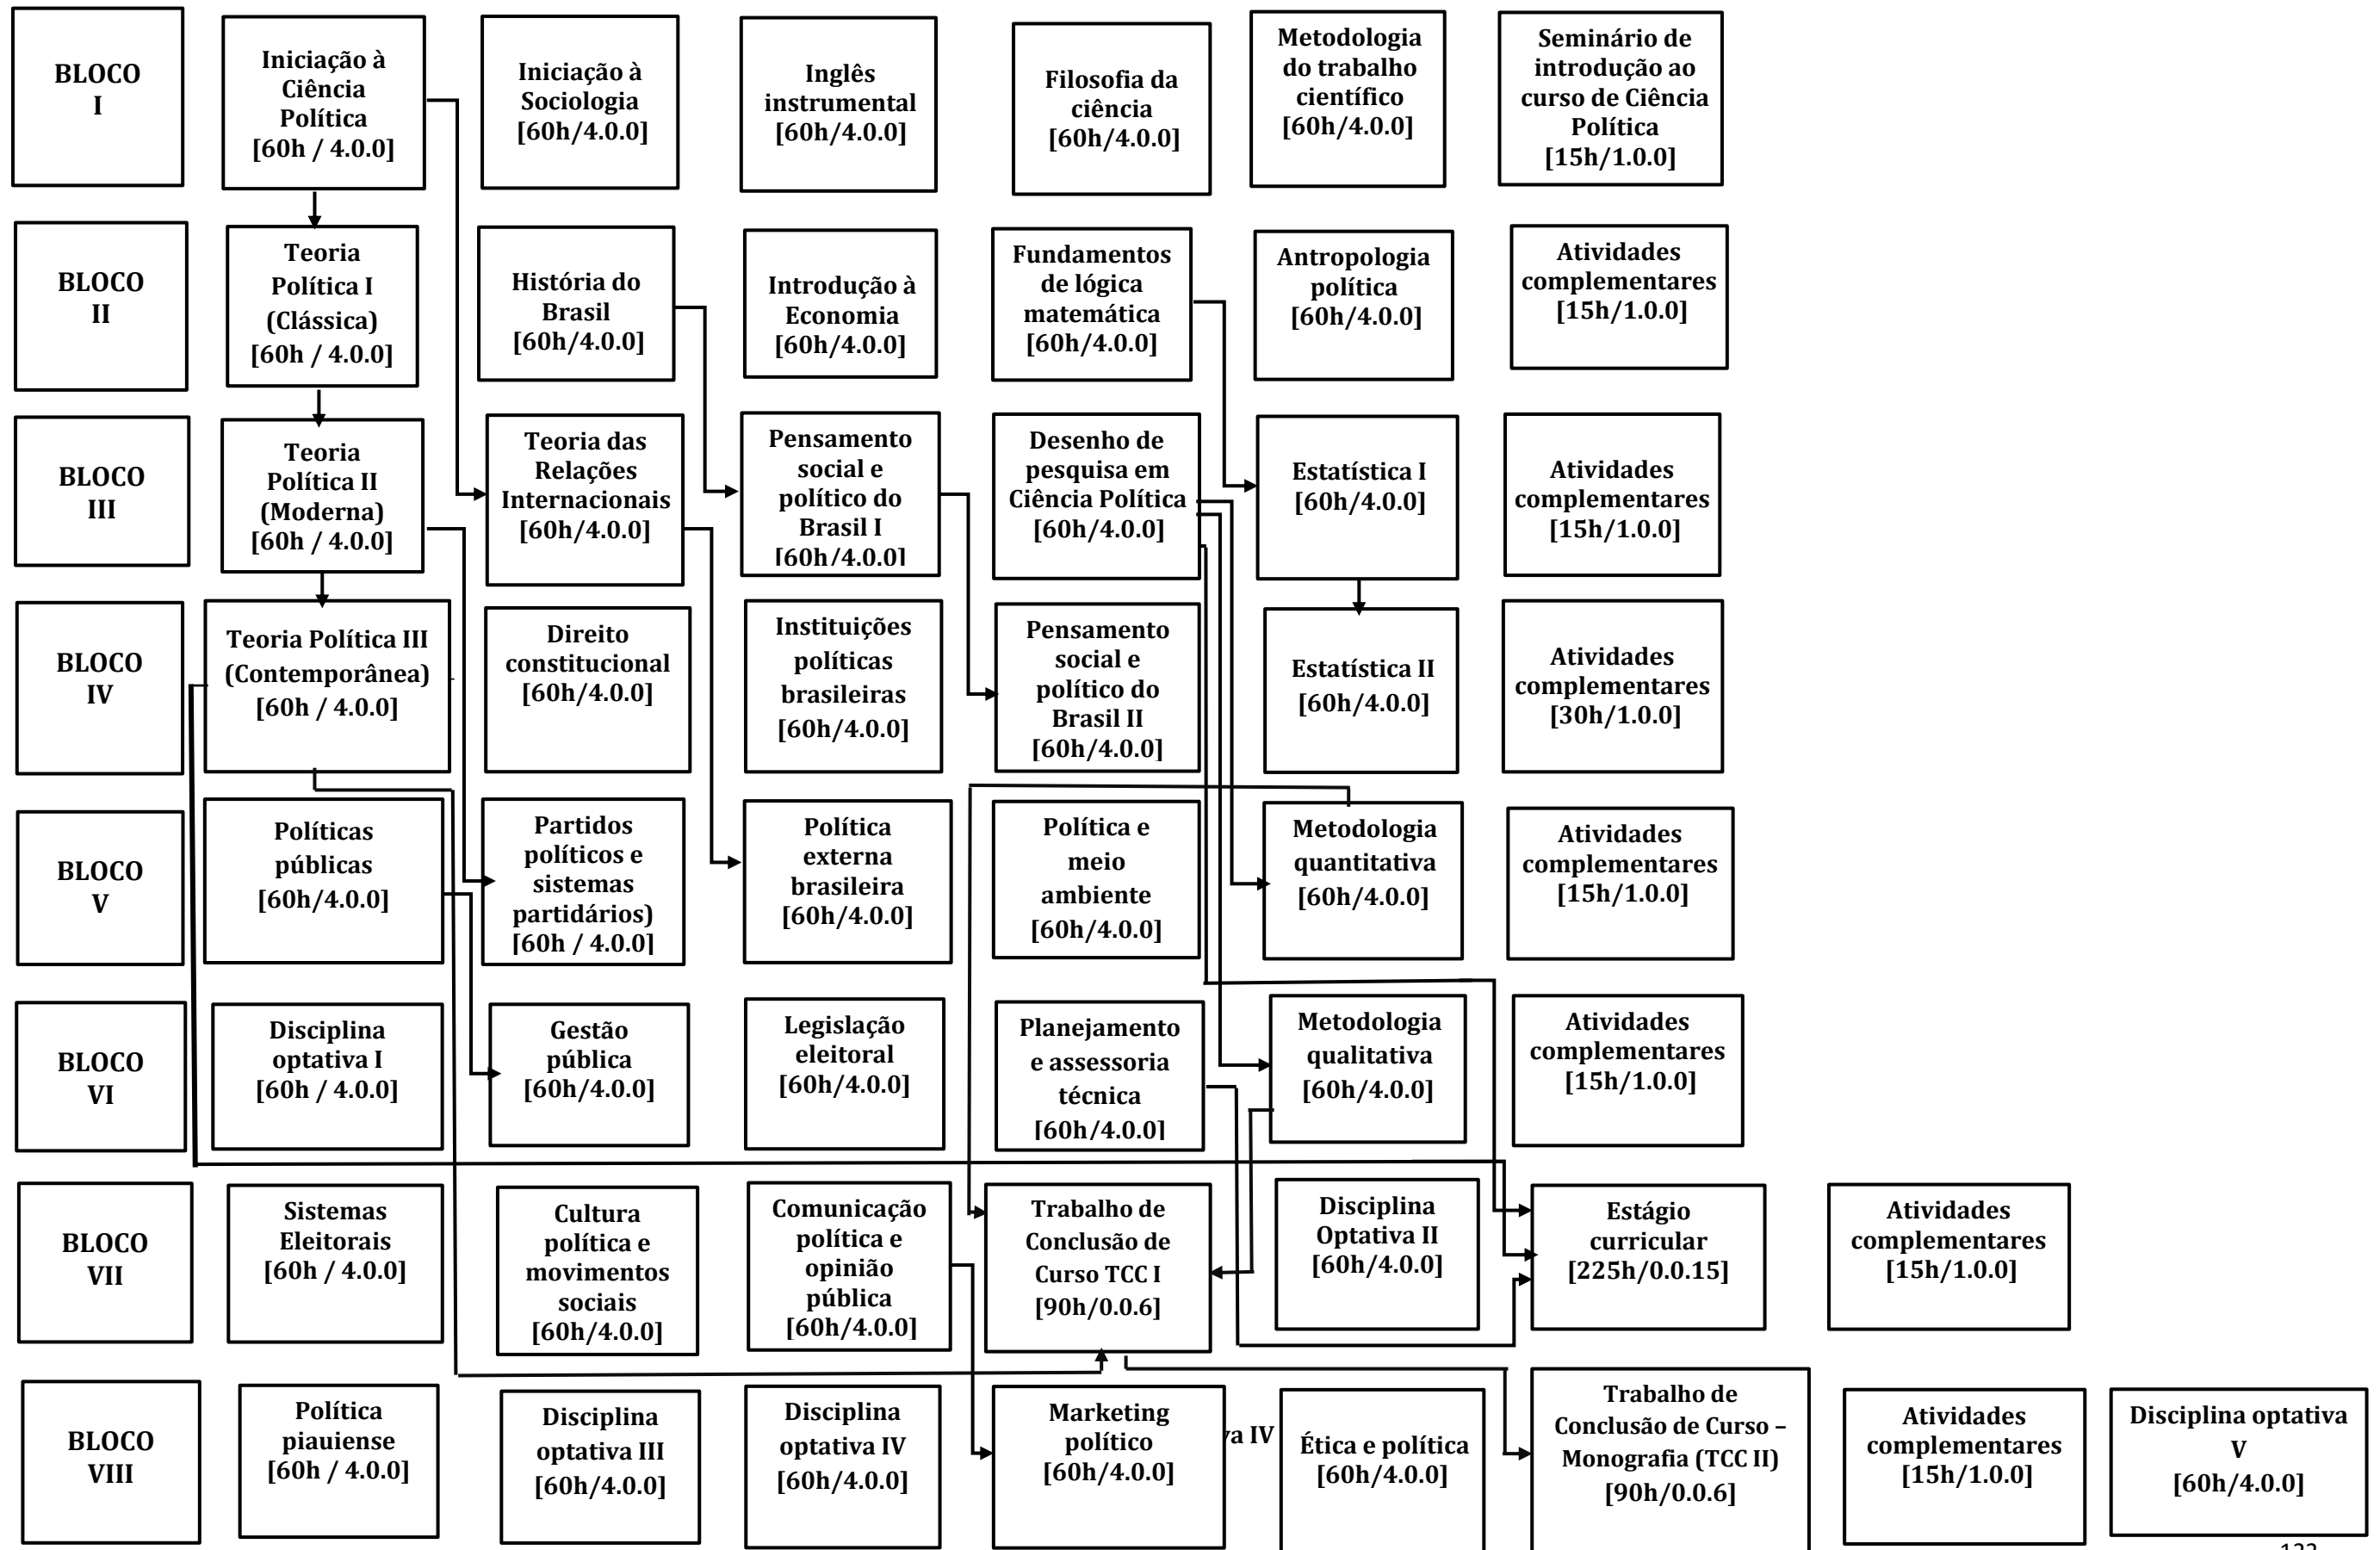 BLOCO
I
Iniciação à
Ciência
Política
[60h / 4.0.0]
Iniciação à
Sociologia
[60h/4.0.0]
Inglês
instrumental
[60h/4.0.0]
Filosofia da
ciência
[60h/4.0.0]
Metodologia
do trabalho
científico
[60h/4.0.0]
Seminário de
introdução ao
curso de Ciência
Política
[15h/1.0.0]
BLOCO
II
Teoria
Política I
(Clássica)
[60h / 4.0.0]
História do
Brasil
[60h/4.0.0]
Introdução à
Economia
[60h/4.0.0]
Fundamentos
de lógica
matemática
[60h/4.0.0]
Antropologia
política
[60h/4.0.0]
Atividades
complementares
[15h/1.0.0]
BLOCO
III
Teoria
Política II
(Moderna)
[60h / 4.0.0]
Teoria das
Relações
Internacionais
[60h/4.0.0]
Pensamento
social e
político do
Brasil I
[60h/4.0.0]
Desenho de
pesquisa em
Ciência Política
[60h/4.0.0]
Estatística I
[60h/4.0.0]
Atividades
complementares
[15h/1.0.0]
BLOCO
IV
Teoria Política III
(Contemporânea)
[60h / 4.0.0]
Direito
constitucional
[60h/4.0.0]
Instituições
políticas
brasileiras
[60h/4.0.0]
Pensamento
social e
político do
Brasil II
[60h/4.0.0]
Estatística II
[60h/4.0.0]
Atividades
complementares
[30h/1.0.0]
BLOCO
V
Políticas
públicas
[60h/4.0.0]
Partidos
políticos e
sistemas
partidários)
[60h / 4.0.0]
Política
externa
brasileira
[60h/4.0.0]
Política e
meio
ambiente
[60h/4.0.0]
Metodologia
quantitativa
[60h/4.0.0]
Atividades
complementares
[15h/1.0.0]
BLOCO
VI
Disciplina
optativa I
[60h / 4.0.0]
Gestão
pública
[60h/4.0.0]
Legislação
eleitoral
[60h/4.0.0]
Planejamento
e assessoria
técnica
[60h/4.0.0]
Metodologia
qualitativa
[60h/4.0.0]
Atividades
complementares
[15h/1.0.0]
BLOCO
VII
Sistemas
Eleitorais
[60h / 4.0.0]
Cultura
política e
movimentos
sociais
[60h/4.0.0]
Comunicação
política e
opinião
pública
[60h/4.0.0]
Trabalho de
Conclusão de
Curso TCC I
[90h/0.0.6]
Disciplina
Optativa II
[60h/4.0.0]
Estágio
curricular
[225h/0.0.15]
Atividades
complementares
[15h/1.0.0]
BLOCO
VIII
Política
piauiense
[60h / 4.0.0]
Disciplina
optativa III
[60h/4.0.0]
Disciplina
optativa IV
[60h/4.0.0]
Marketing
político
[60h/4.0.0]
a IV
Ética e política
[60h/4.0.0]
Trabalho de
Conclusão de Curso –
Monografia (TCC II)
[90h/0.0.6]
Atividades
complementares
[15h/1.0.0]
Disciplina optativa
V
[60h/4.0.0]